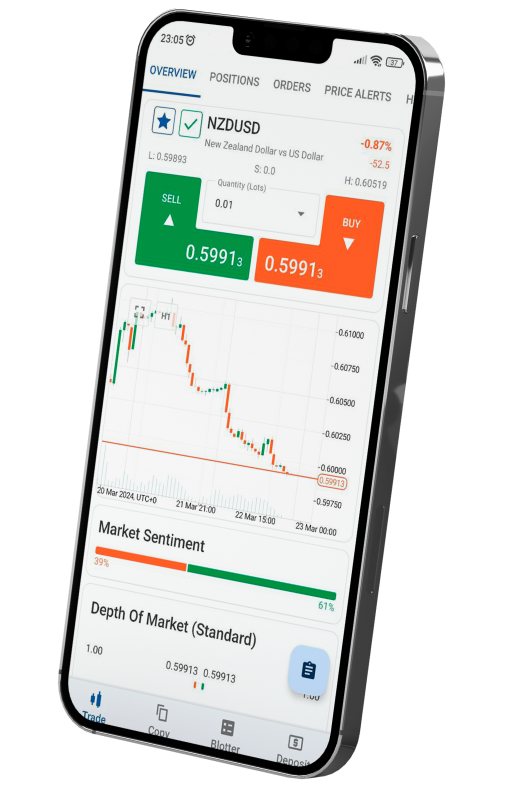 23:05 37
OVERVIEW POSITIONS ORDERS PRICE ALERTS H
NZDUSD
-0.87%
New Zealand Dollar vs US Dollar
-52.5
L: 0.59893 S: 0.0 H: 0.60519
Quantity (Lots)
SELL 0.01 BUY
0.59913 0.59913
H1
0.61000
0.60750
0.60500
0.60250
0.60000
0.59913
0.59750
20 Mar 2024, UTC+0 21 Mar 21:00 22 Mar 15:00 23 Mar 00:00
Market Sentiment
39% 61%
Depth Of Market (Standard)
1.00 0.59913 0.59913 1.00
Trade Copy Blotter Deposit